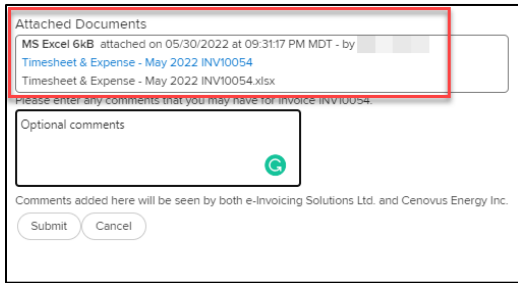 Attached Documents
MS Excel 6kB attached on 05/30/2022 at 09:31:17 PM MDT - by
Timesheet & Expense - May 2022 INV10054
Timesheet & Expense - May 2022 INV10054.xlsx
Please enter any comments that you may have for invoice INV10054.
Optional comments
Comments added here will be seen by both e-Invoicing Solutions Ltd. and Cenovus Energy Inc.
Submit Cancel